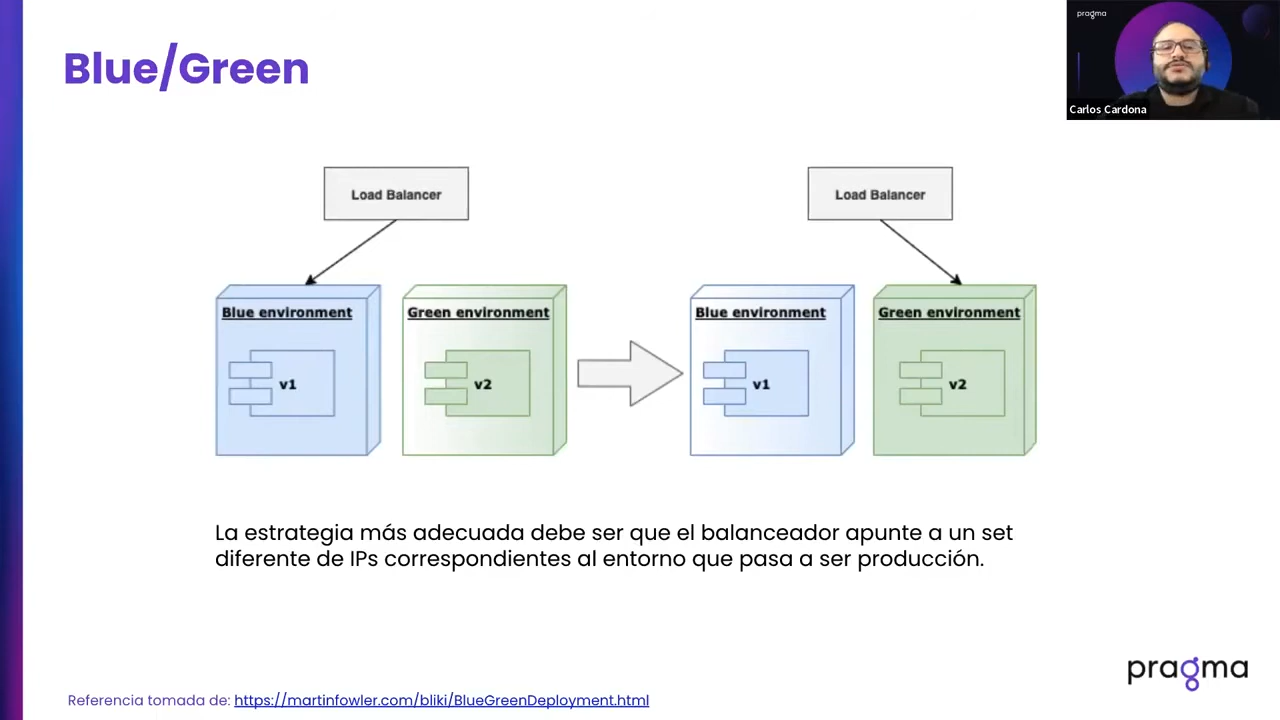 Blue/Green
pragma
Carlos Cardona
Load Balancer
Load Balancer
Blue environment
Green environment
Blue environment
Green environment
v1
v2
v1
v2
La estrategia más adecuada debe ser que el balanceador apunte a un set
diferente de IPs correspondientes al entorno que pasa a ser producción.
pragma
Referencia tomada de: https://martinfowler.com/bliki/BlueGreenDeployment.html